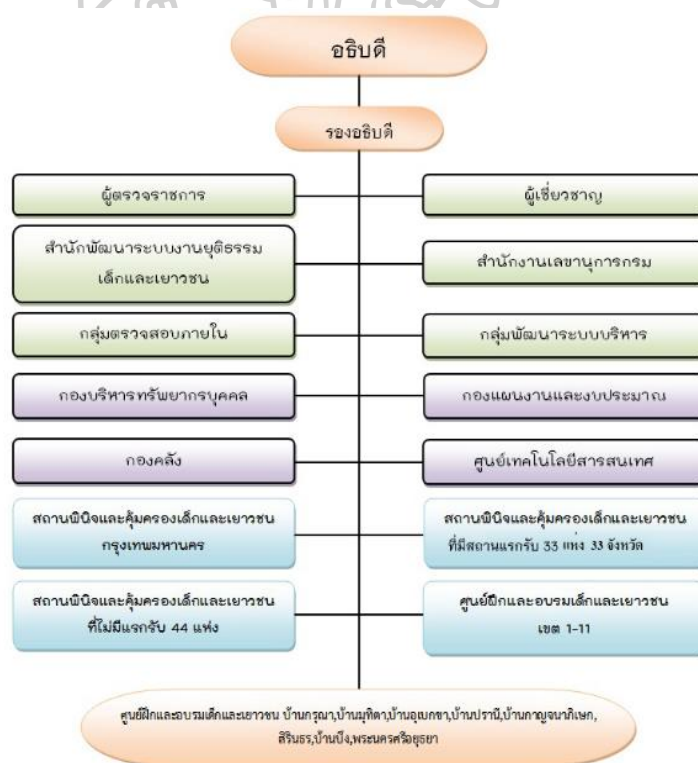 อธิบดี
รองอธิบดี
ผู้ตรวจราชการ
ผู้เชี่ยวชาญ
สำนักพัฒนาระบบงานยุติธรรม
เด็กและเยาวชน
สำนักงานเลขานุการกรม
กลุ่มตรวจสอบภายใน
กลุ่มพัฒนาระบบบริหาร
กองบริหารทรัพยากรบุคคล
กองแผนงานและงบประมาณ
กองคลัง
ศูนย์เทคโนโลยีสารสนเทศ
สถานพินิจและคุ้มครองเด็กและเยาวชน
กรุงเทพมหานคร
สถานพินิจและคุ้มครองเด็กและเยาวชน
ที่มีสถานแรกรับ 33 แห่ง 33 จังหวัด
สถานพินิจและคุ้มครองเด็กและเยาวชน
ที่ไม่มีแรกรับ 44 แห่ง
ศูนย์ฝึกและอบรมเด็กและเยาวชน
เขต 1-11
ศูนย์ฝึกและอบรมเด็กและเยาวชน บ้านกรุณา,บ้านมุทิตา,บ้านอุเบกขา,บ้านปรานี,บ้านกาญจนาภิเษก,
สิรินธร,บ้านบึง,พระนครศรีอยุธยา